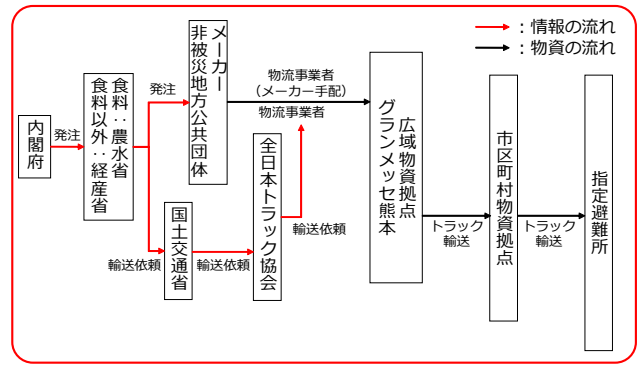 ：情報の流れ
：物資の流れ
内閣府
発注
食料：農水省
食料以外：経産省
発注
メーカー
非被災地方公共団体
物流事業者
（メーカー手配）
物流事業者
輸送依頼
国土交通省
輸送依頼
全日本トラック協会
輸送依頼
広域物資拠点
グランメッセ熊本
トラック
輸送
市区町村物資拠点
トラック
輸送
指定避難所